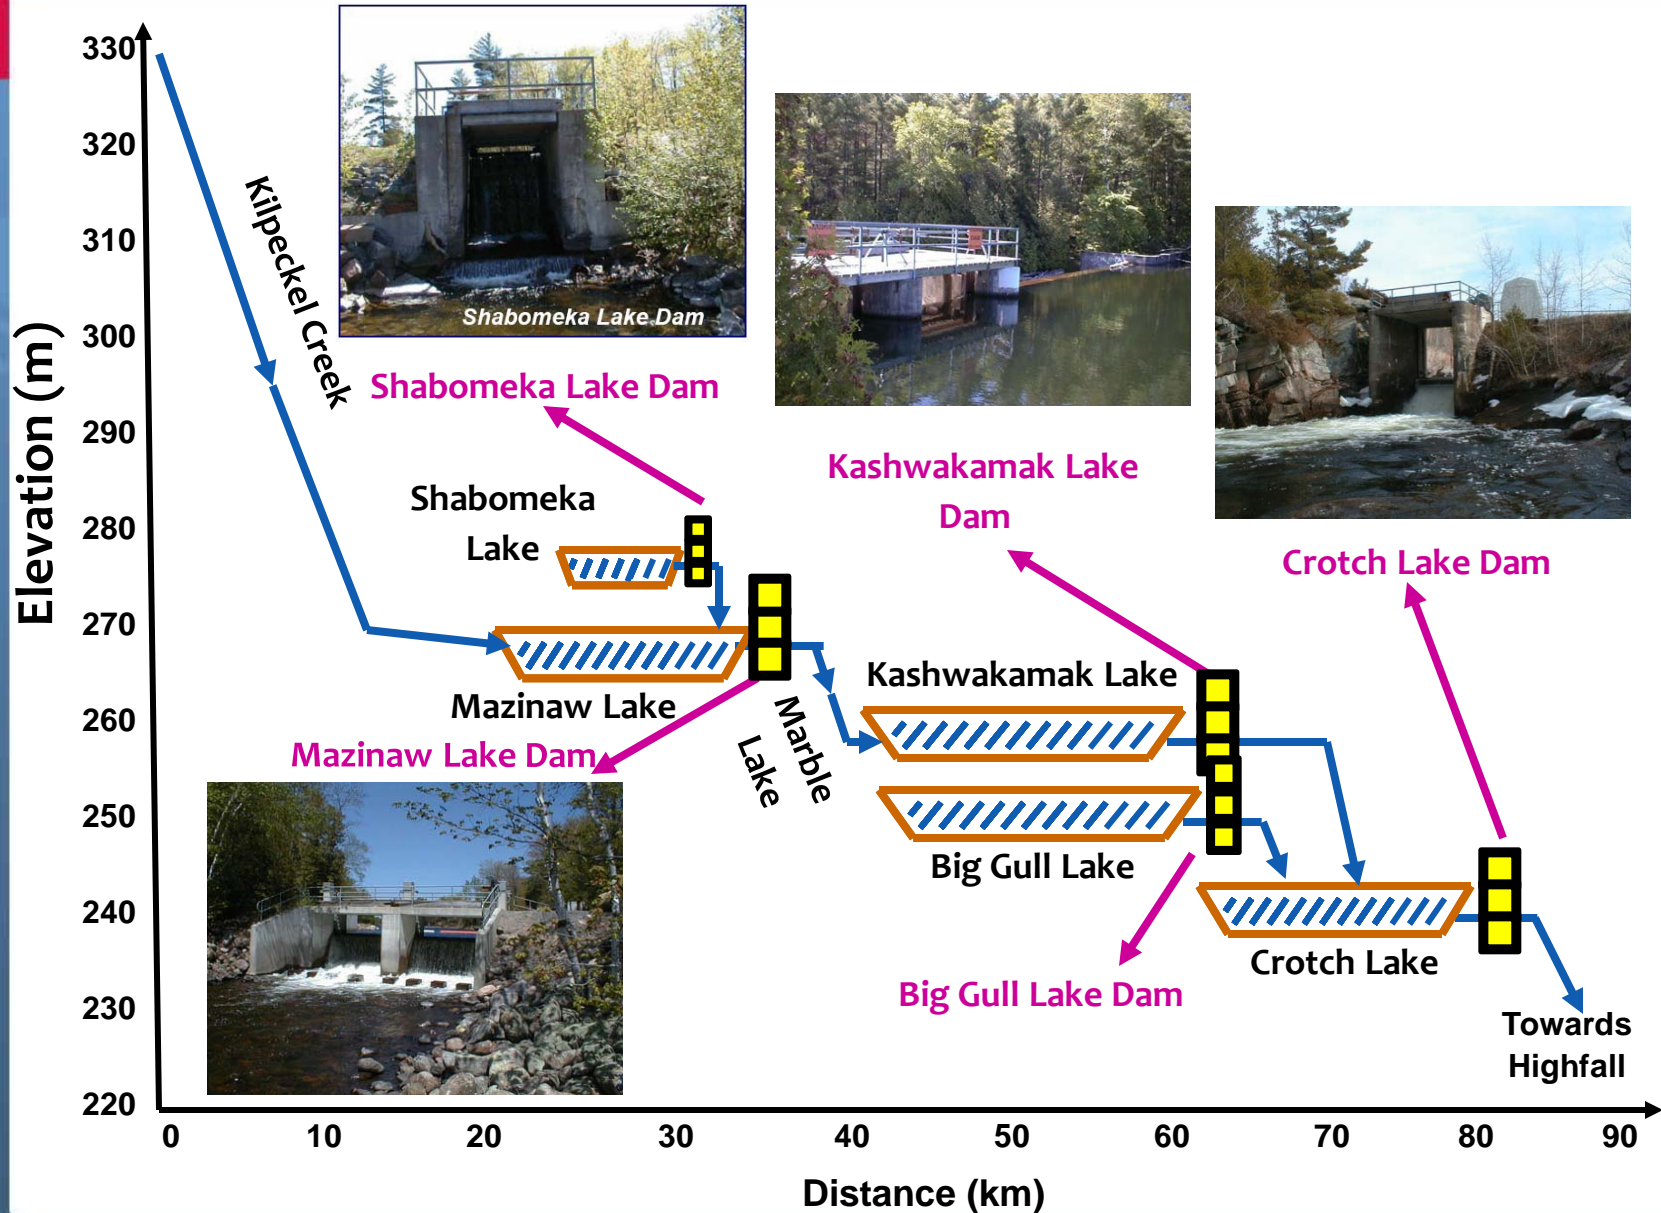 Elevation (m)
330
320
310
300
290
280
270
260
250
240
230
220
0
10
20
30
40
50
60
70
80
90
Distance (km)
Kilpeckel Creek
Shabomeka Lake Dam
Shabomeka Lake Dam
Shabomeka
Lake
Mazinaw Lake
Mazinaw Lake Dam
Marble
Lake
Kashwakamak Lake
Dam
Kashwakamak Lake
Big Gull Lake
Big Gull Lake Dam
Crotch Lake Dam
Crotch Lake
Towards
Highfall